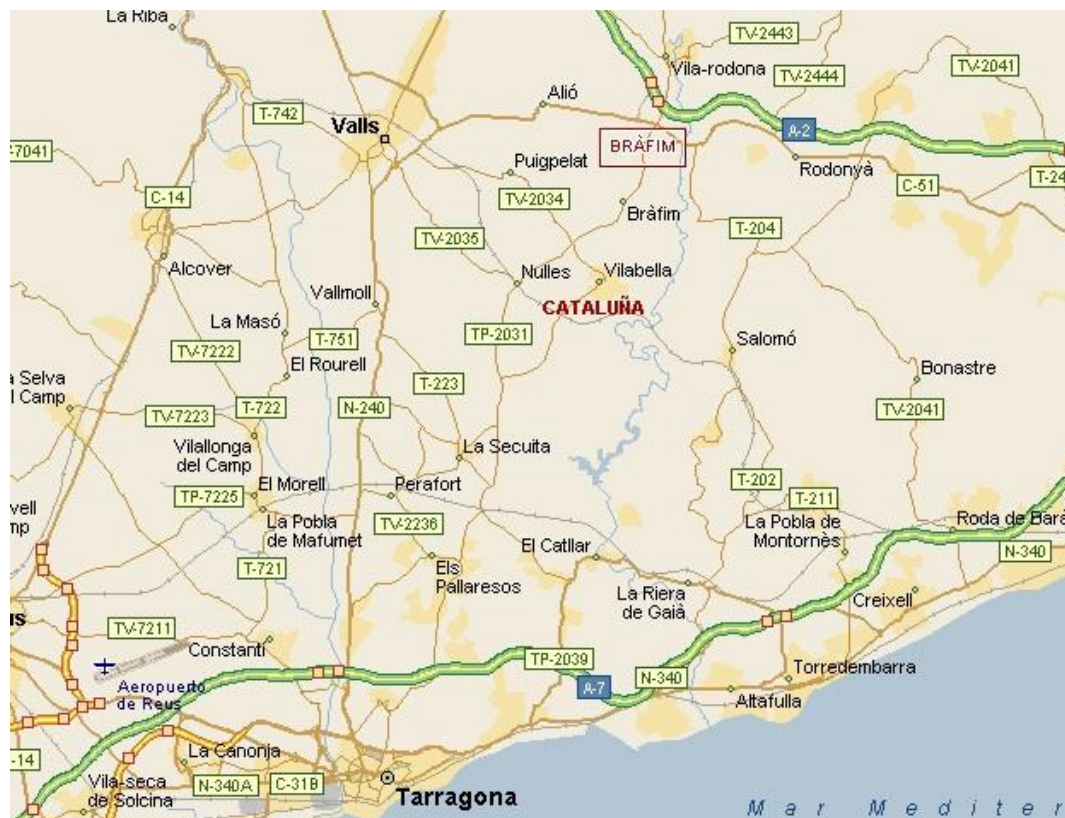 La Riba
TV-2443
Vila-rodona
TV-2444
TV-2041
T-742
Alió
Valls
A-2
BRÀFIM
-7041
Puigpelat
Rodonyà
T-24
C-14
TV-2034
C-51
Bràfim
T-204
TV-2035
Alcover
Nulles
Vilabella
Vallmoll
CATALUÑA
La Masó
T-751
TP-2031
Salomó
TV-7222
El Rourell
Bonastre
a Selva
l Camp
T-223
TV-7223
T-722
N-240
TV-2041
Vilallonga
del Camp
La Secuita
El Morell
Perafort
T-202
TP-7225
T-211
vell
mp
La Pobla
de Mafumet
TV-2236
La Pobla de
Montornès
Roda de Barà
El Catllar
N-340
T-721
Els
Pallaresos
La Riera
de Gaià
Creixell
us
TV-7211
Constantí
TP-2039
Torredembarra
N-340
Aeropuerto
de Reus
A-7
Altafulla
-14
La Canonja
Vila-seca
de Solcina
N-340A
C-31B
Tarragona
Mar Mediter